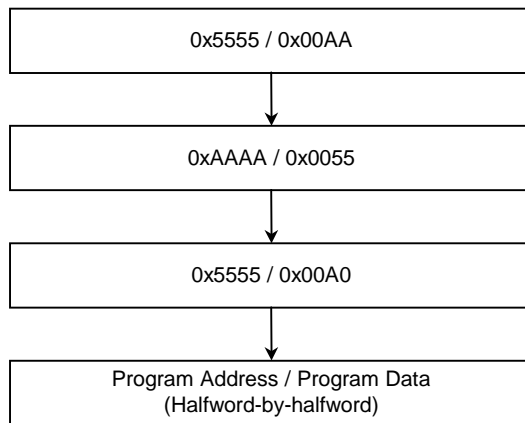 0x5555 / 0x00AA
0xAAAA / 0x0055
0x5555 / 0x00A0
Program Address / Program Data
(Halfword-by-halfword)